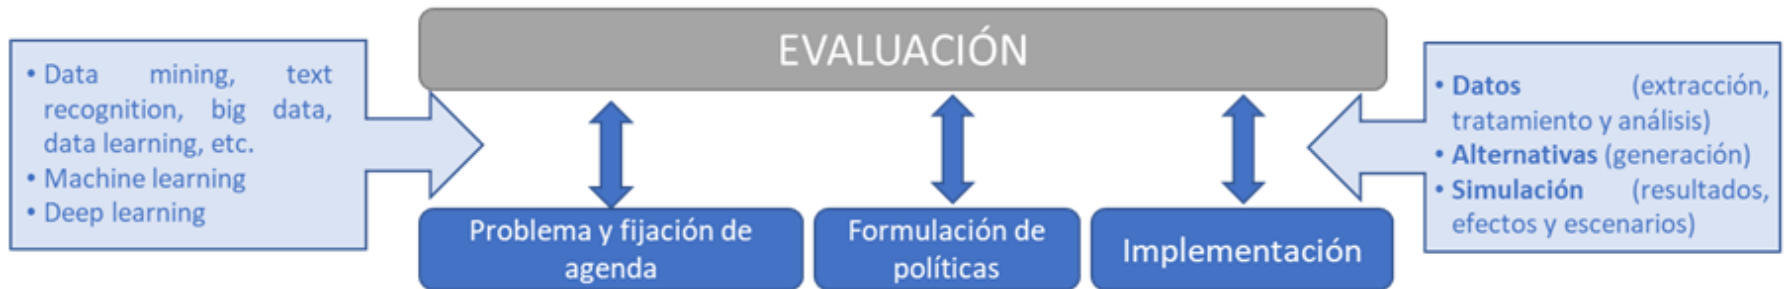 EVALUACIÓN
• Data mining, text
recognition, big data,
data learning, etc.
• Machine learning
• Deep learning
• Datos (extracción,
tratamiento y análisis)
• Alternativas (generación)
• Simulación (resultados,
efectos y escenarios)
Problema y fijación de
agenda
Formulación de
políticas
Implementación